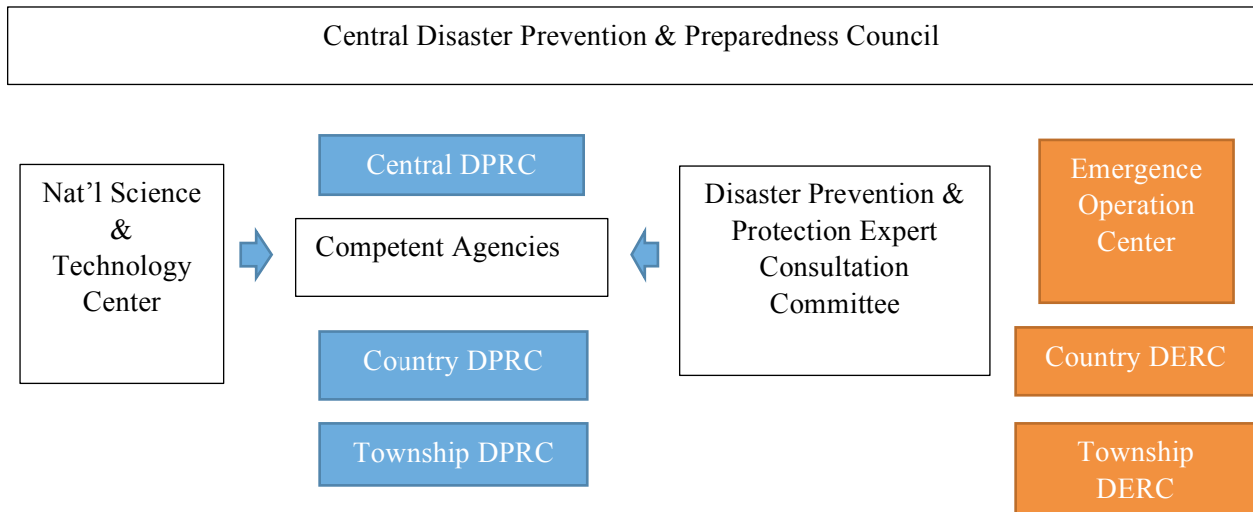 Central Disaster Prevention & Preparedness Council
Nat’l Science
&
Technology
Center
Central DPRC
Competent Agencies
Country DPRC
Township DPRC
Disaster Prevention &
Protection Expert
Consultation
Committee
Emergence
Operation
Center
Country DERC
Township
DERC